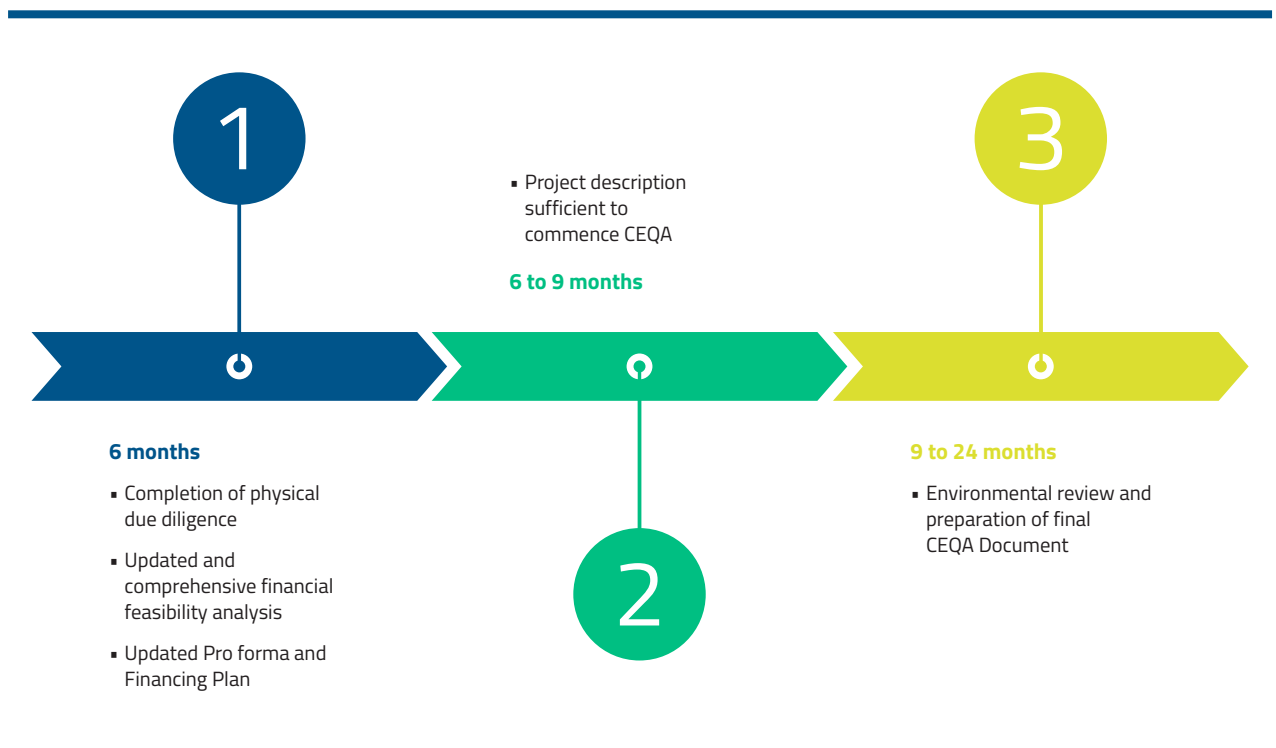 1
6 months
▪ Completion of physical
due diligence
▪ Updated and
comprehensive financial
feasibility analysis
▪ Updated Pro forma and
Financing Plan
▪ Project description
sufficient to
commence CEQA
6 to 9 months
2
3
9 to 24 months
▪ Environmental review and
preparation of final
CEQA Document